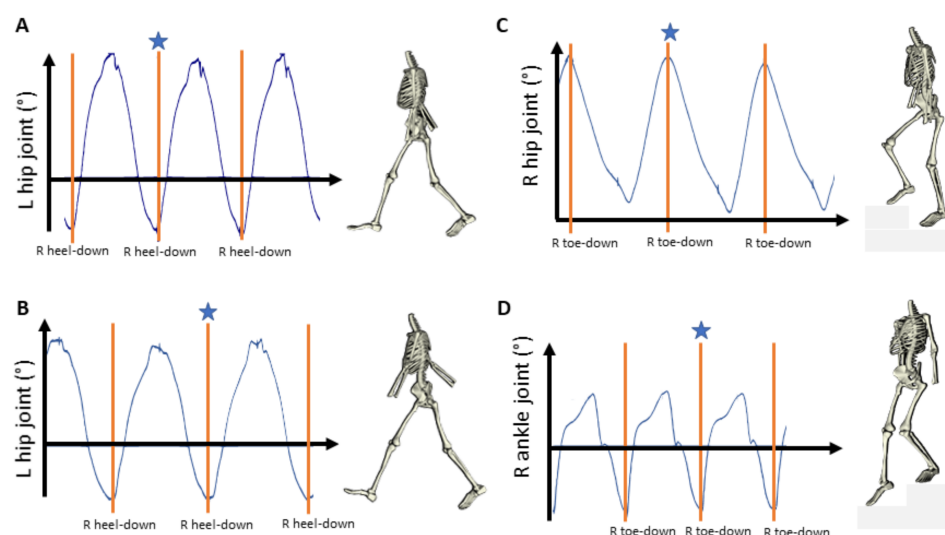 A
L hip joint (°)
R heel-down
R heel-down
R heel-down
C
R hip joint (°)
R toe-down
R toe-down
R toe-down
B
L hip joint (°)
R heel-down
R heel-down
R heel-down
D
R ankle joint (°)
R toe-down
R toe-down
R toe-down